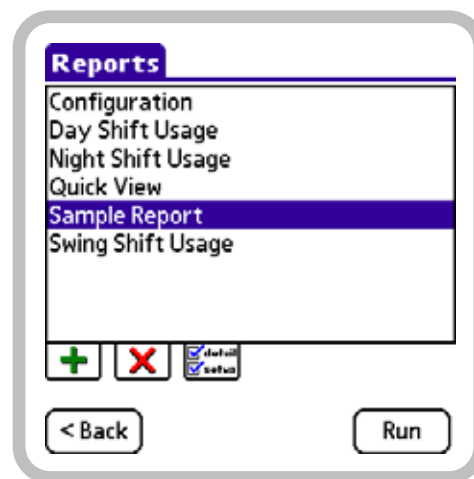 Reports
Configuration
Day Shift Usage
Night Shift Usage
Quick View
Sample Report
Swing Shift Usage
detail
setup
< Back
Run